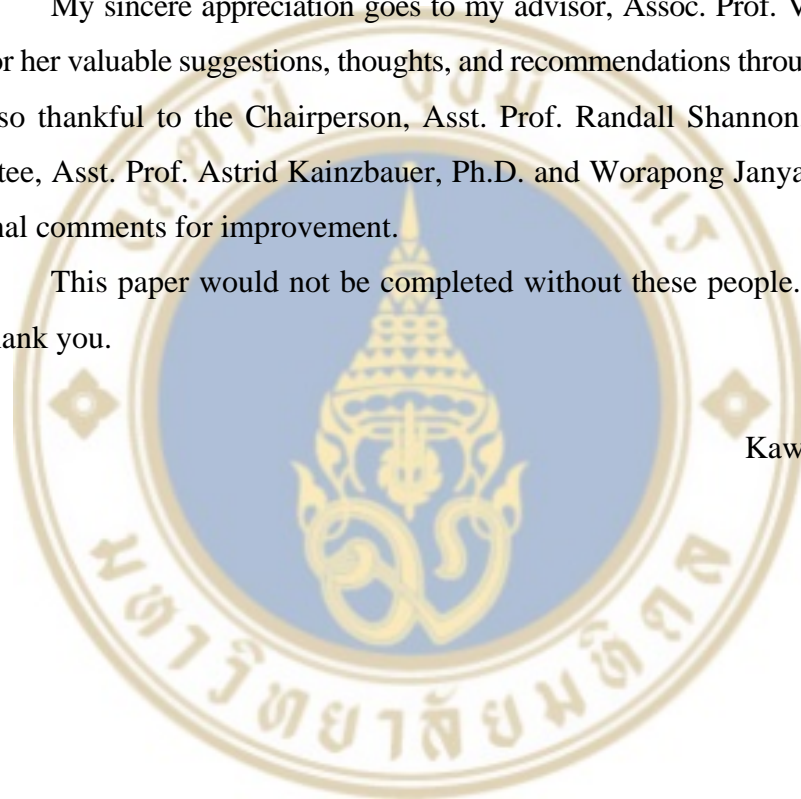 My sincere appreciation goes to my advisor, Assoc. Prof. V
or her valuable suggestions, thoughts, and recommendations throu
so thankful to the Chairperson, Asst. Prof. Randall Shannon
tee, Asst. Prof. Astrid Kainzbauer, Ph.D. and Worapong Janya
nal comments for improvement.
This paper would not be completed without these people.
ank you.
Kaw
มหาวิทยาลัยมหิดล